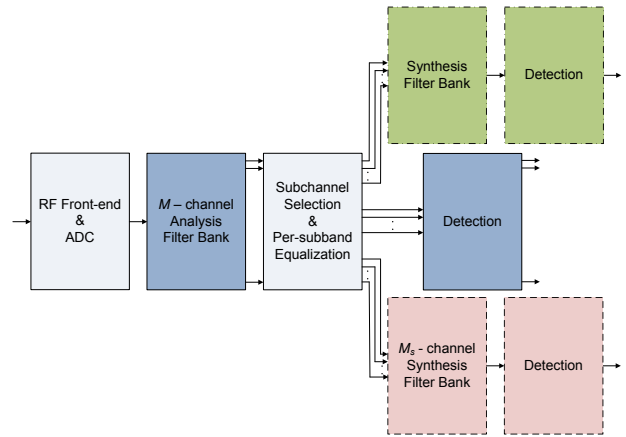 Synthesis
Filter Bank
Detection
RF Front-end
&
ADC
M – channel
Analysis
Filter Bank
Subchannel
Selection
&
Per-subband
Equalization
Detection
Ms - channel
Synthesis
Filter Bank
Detection